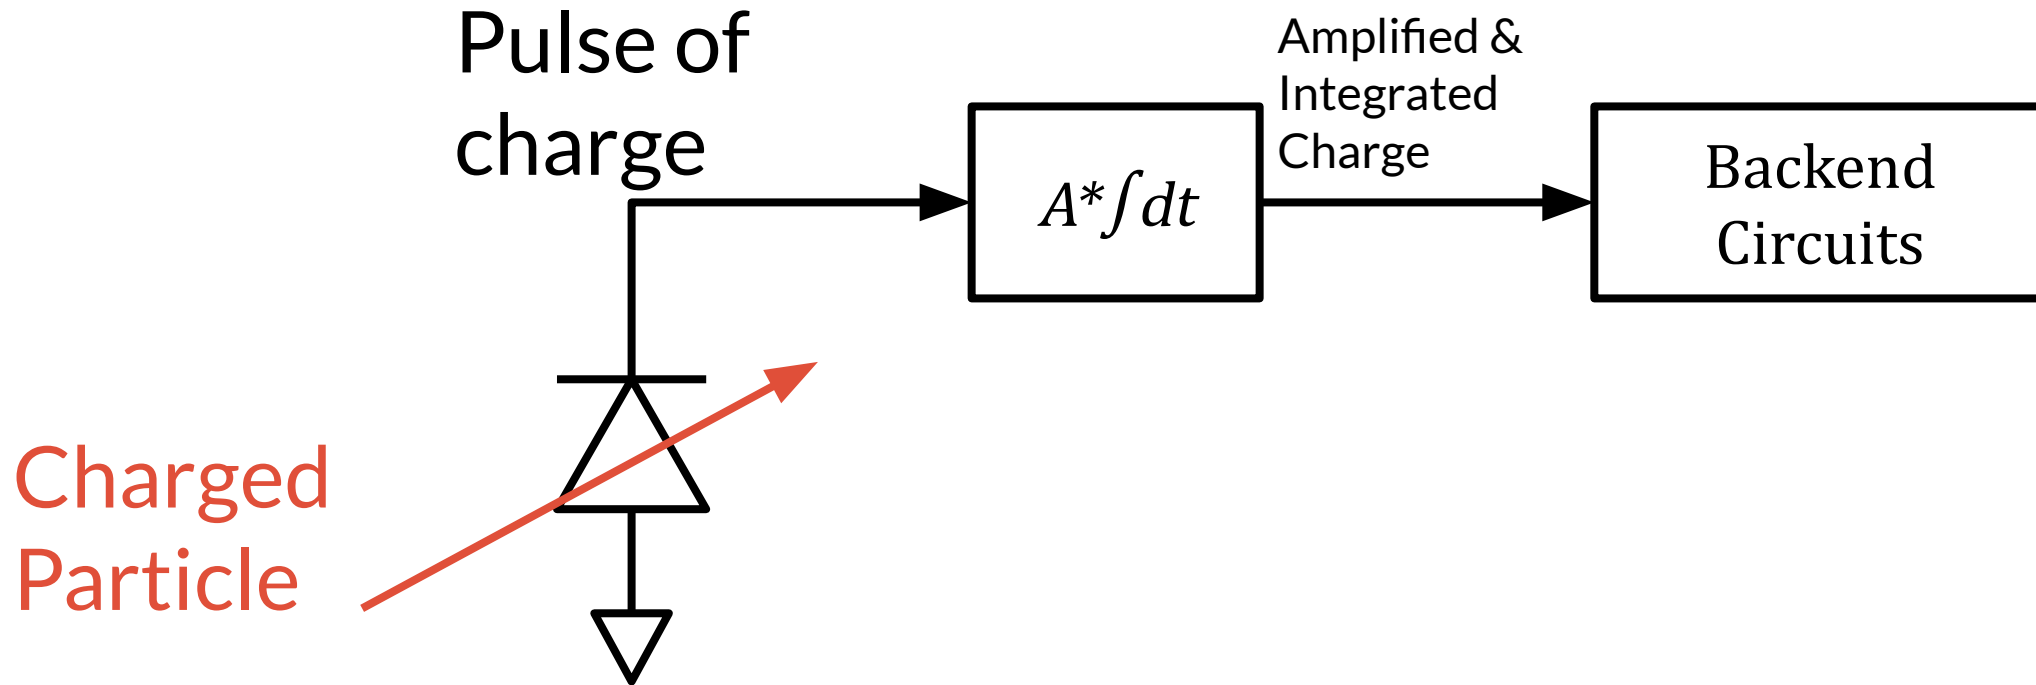 Pulse of
charge
Amplified &
Integrated
Charge
A*∫dt
Backend
Circuits
Charged
Particle